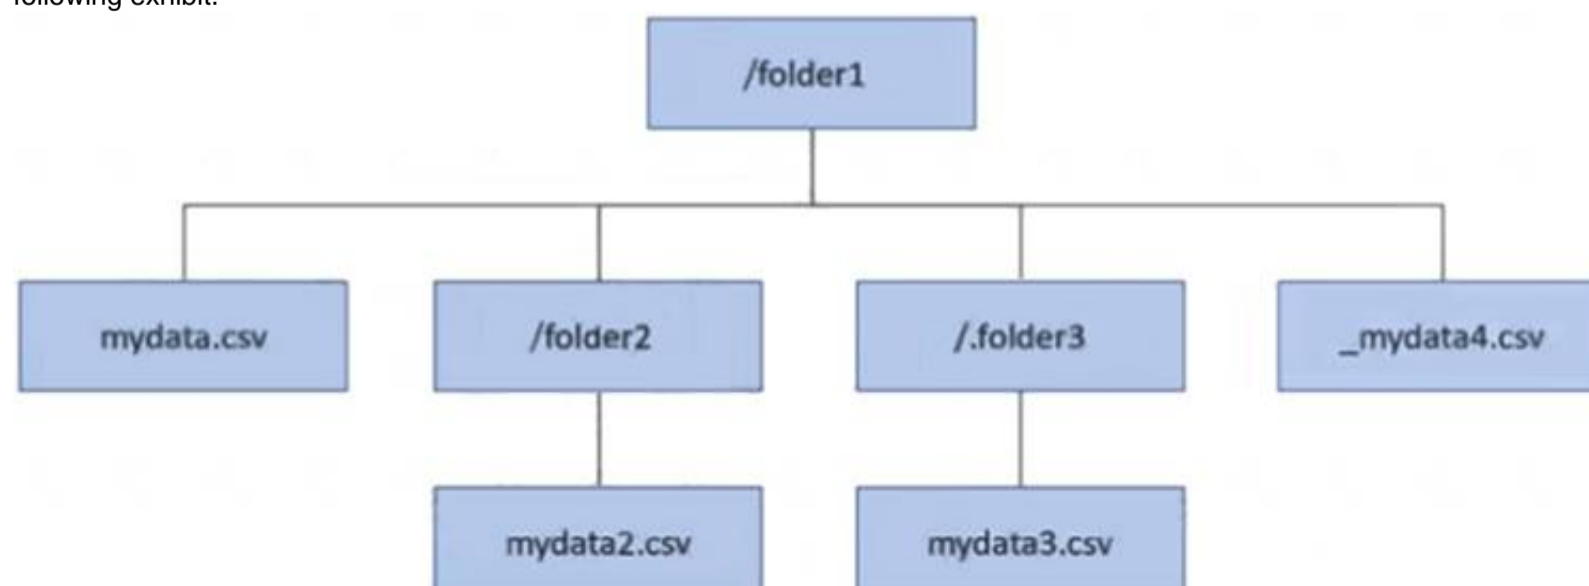 following exhibit.
/folder1
mydata.csv
/folder2
/.folder3
_mydata4.csv
mydata2.csv
mydata3.csv